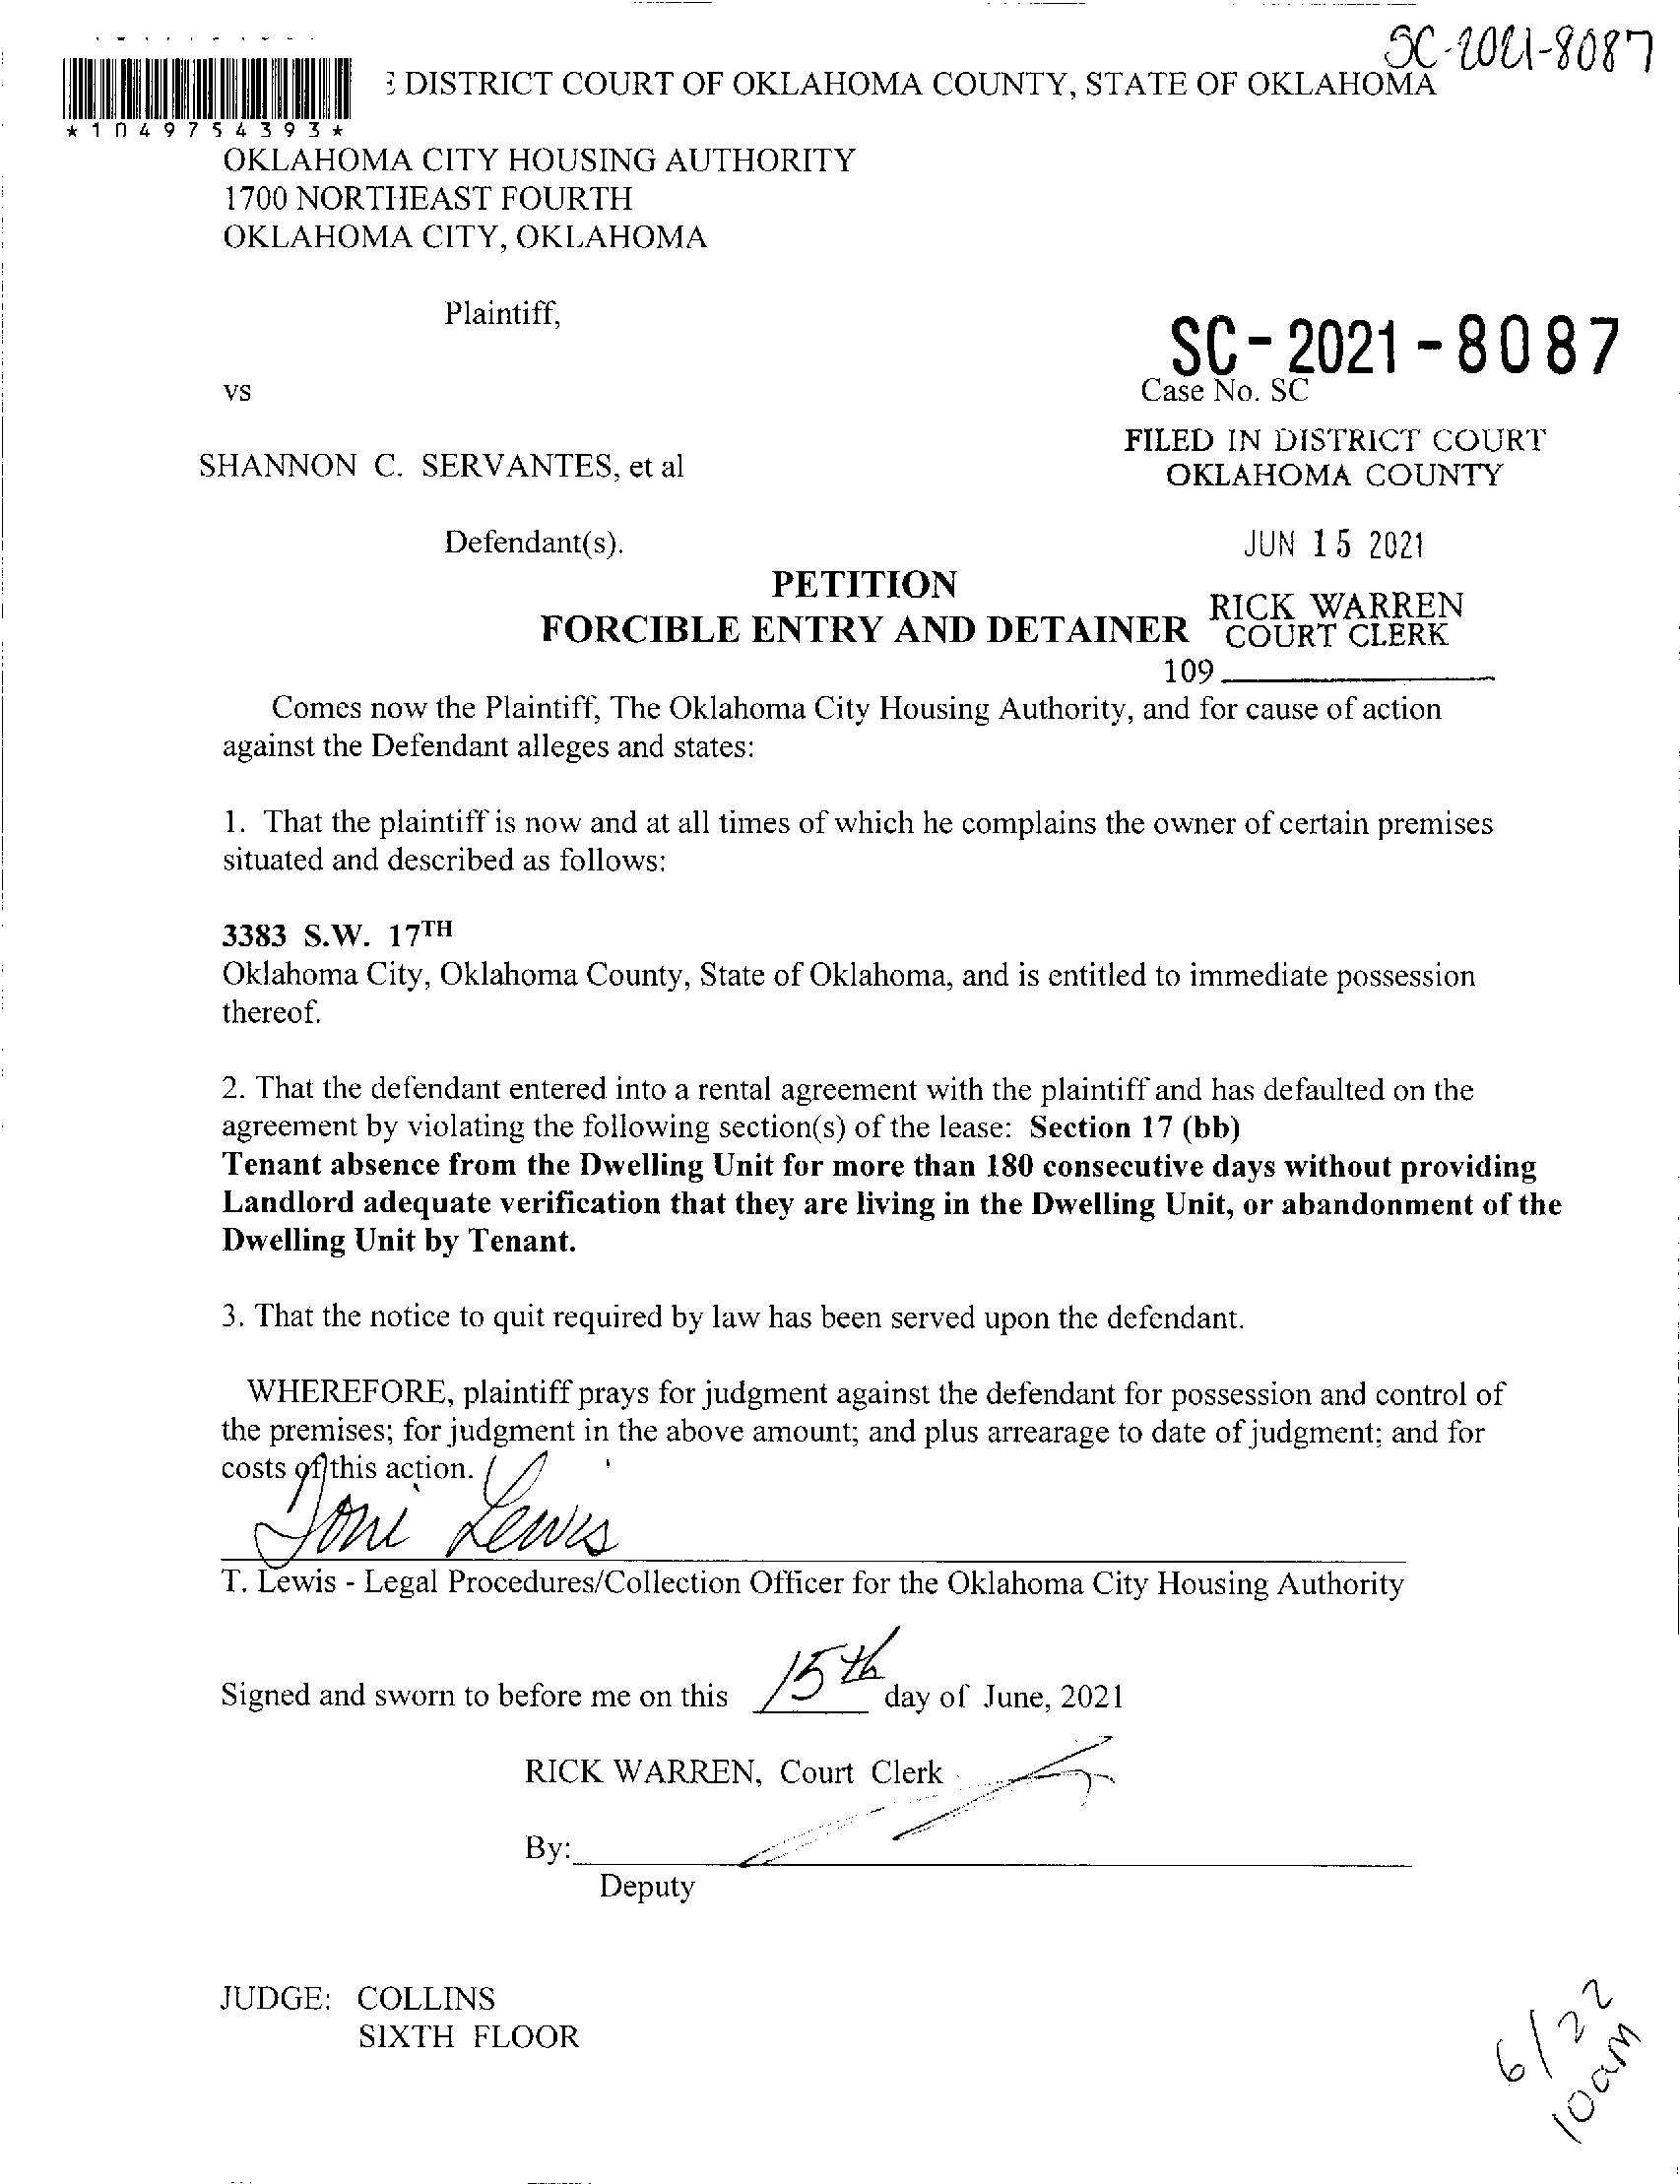 SC-2021-8087
DISTRICT COURT OF OKLAHOMA COUNTY, STATE OF OKLAHOMA
*1049754393*
OKLAHOMA CITY HOUSING AUTHORITY
1700 NORTHEAST FOURTH
OKLAHOMA CITY, OKLAHOMA
Plaintiff,
SC-2021-8087
vs
Case No. SC
FILED IN DISTRICT COURT
OKLAHOMA COUNTY
SHANNON C. SERVANTES, et al
Defendant(s).
JUN 15 2021
PETITION
FORCIBLE ENTRY AND DETAINER
RICK WARREN
COURT CLERK
109
Comes now the Plaintiff, The Oklahoma City Housing Authority, and for cause of action
against the Defendant alleges and states:
1. That the plaintiff is now and at all times of which he complains the owner of certain premises
situated and described as follows:
3383 S.W. 17TH
Oklahoma City, Oklahoma County, State of Oklahoma, and is entitled to immediate possession
thereof.
2. That the defendant entered into a rental agreement with the plaintiff and has defaulted on the
agreement by violating the following section(s) of the lease: Section 17 (bb)
Tenant absence from the Dwelling Unit for more than 180 consecutive days without providing
Landlord adequate verification that they are living in the Dwelling Unit, or abandonment of the
Dwelling Unit by Tenant.
3. That the notice to quit required by law has been served upon the defendant.
WHEREFORE, plaintiff prays for judgment against the defendant for possession and control of
the premises; for judgment in the above amount; and plus arrearage to date of judgment; and for
costs of this action.
Toni Lewis
T. Lewis - Legal Procedures/Collection Officer for the Oklahoma City Housing Authority
Signed and sworn to before me on this 15th day of June, 2021
RICK WARREN, Court Clerk
By:
Deputy
JUDGE: COLLINS
SIXTH FLOOR
6/22
10am